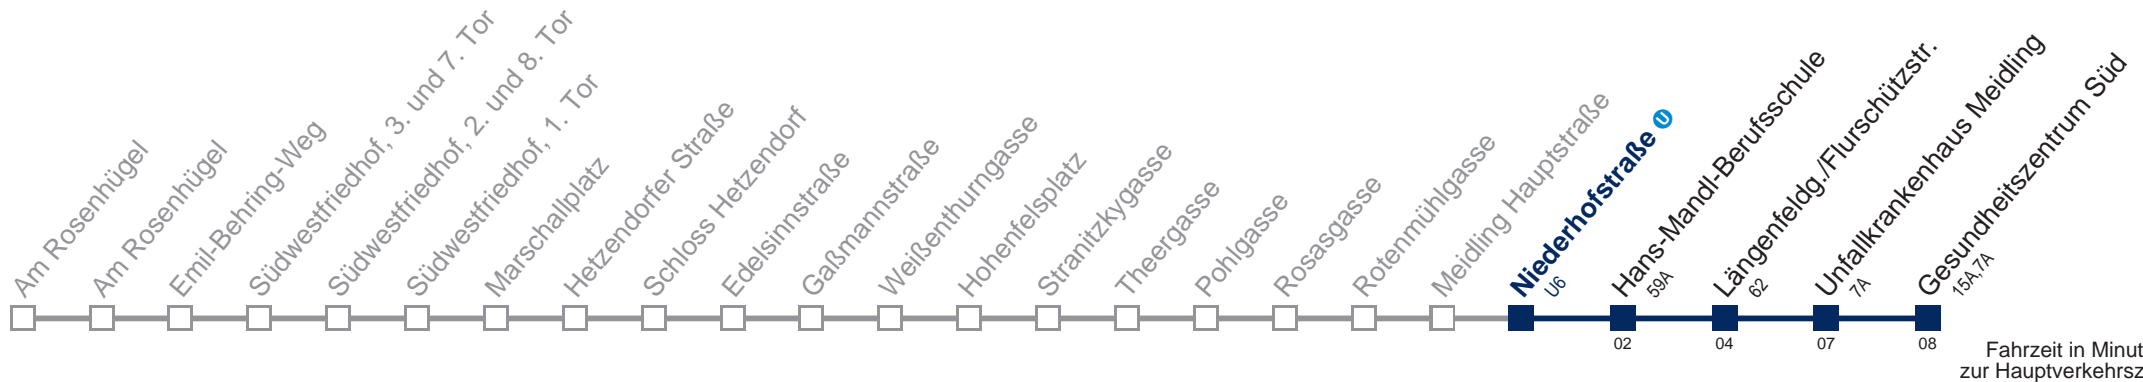 Am Rosenhügel
Am Rosenhügel
Emil-Behring-Weg
Südwestfriedhof, 3. und 7. Tor
Südwestfriedhof, 2. und 8. Tor
Südwestfriedhof, 1. Tor
Marschallplatz
Hetzendorfer Straße
Schloss Hetzendorf
Edelsinnstraße
Gaßmannstraße
Weißenthurngasse
Hohenfelsplatz
Stranitzkygasse
Theergasse
Pohlgasse
Rosasgasse
Rotenmühlgasse
Meidling Hauptstraße
Niederhofstraße U
U6
Hans-Mandl-Berufsschule
59A
Längenfeldg./Flurschützstr.
62
Unfallkrankenhaus Meidling
7A
Gesundheitszentrum Süd
15A,7A
02 04 07 08
Fahrzeit in Minut
zur Hauptverkehrsz